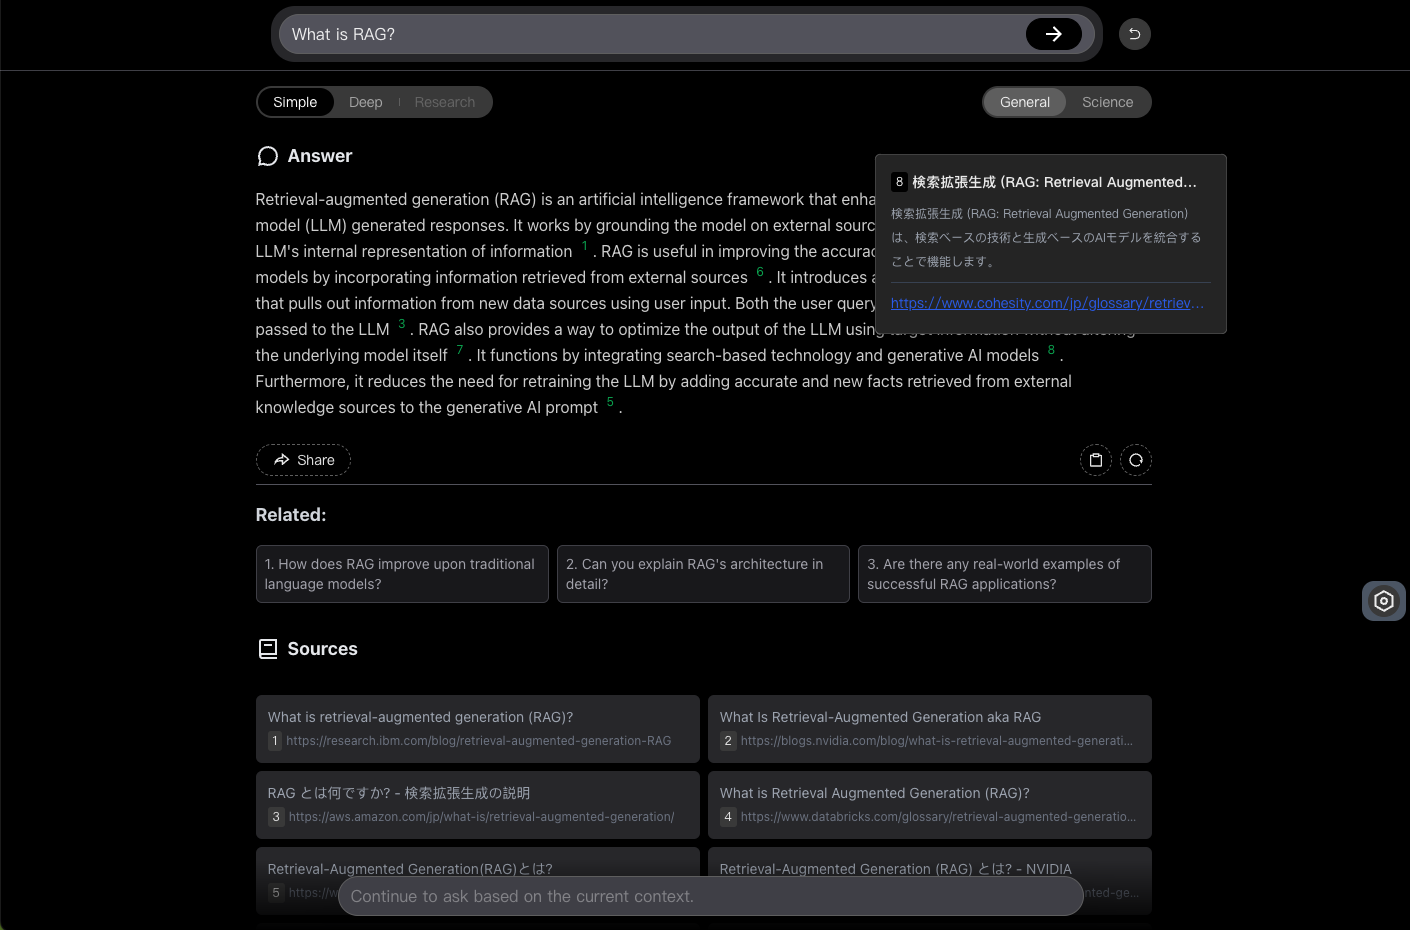 What is RAG?
Simple Deep Research
General Science
Answer
Retrieval-augmented generation (RAG) is an artificial intelligence framework that enha
model (LLM) generated responses. It works by grounding the model on external sourc
LLM's internal representation of information 1 . RAG is useful in improving the accurac
models by incorporating information retrieved from external sources 6 . It introduces a
that pulls out information from new data sources using user input. Both the user query
passed to the LLM 3 . RAG also provides a way to optimize the output of the LLM using target information without altering
the underlying model itself 7 . It functions by integrating search-based technology and generative AI models 8 .
Furthermore, it reduces the need for retraining the LLM by adding accurate and new facts retrieved from external
knowledge sources to the generative AI prompt 5 .
8 検索拡張生成 (RAG: Retrieval Augmented...
検索拡張生成 (RAG: Retrieval Augmented Generation)
は、検索ベースの技術と生成ベースのAIモデルを統合する
ことで機能します。
https://www.cohesity.com/jp/glossary/retriev...
Share
Related:
1. How does RAG improve upon traditional
language models?
2. Can you explain RAG's architecture in
detail?
3. Are there any real-world examples of
successful RAG applications?
Sources
What is retrieval-augmented generation (RAG)?
1 https://research.ibm.com/blog/retrieval-augmented-generation-RAG
What Is Retrieval-Augmented Generation aka RAG
2 https://blogs.nvidia.com/blog/what-is-retrieval-augmented-generati...
RAG とは何ですか? - 検索拡張生成の説明
3 https://aws.amazon.com/jp/what-is/retrieval-augmented-generation/
What is Retrieval Augmented Generation (RAG)?
4 https://www.databricks.com/glossary/retrieval-augmented-generatio...
Retrieval-Augmented Generation(RAG)とは?
5 https://w
Retrieval-Augmented Generation (RAG) とは? - NVIDIA
nted-ge...
Continue to ask based on the current context.